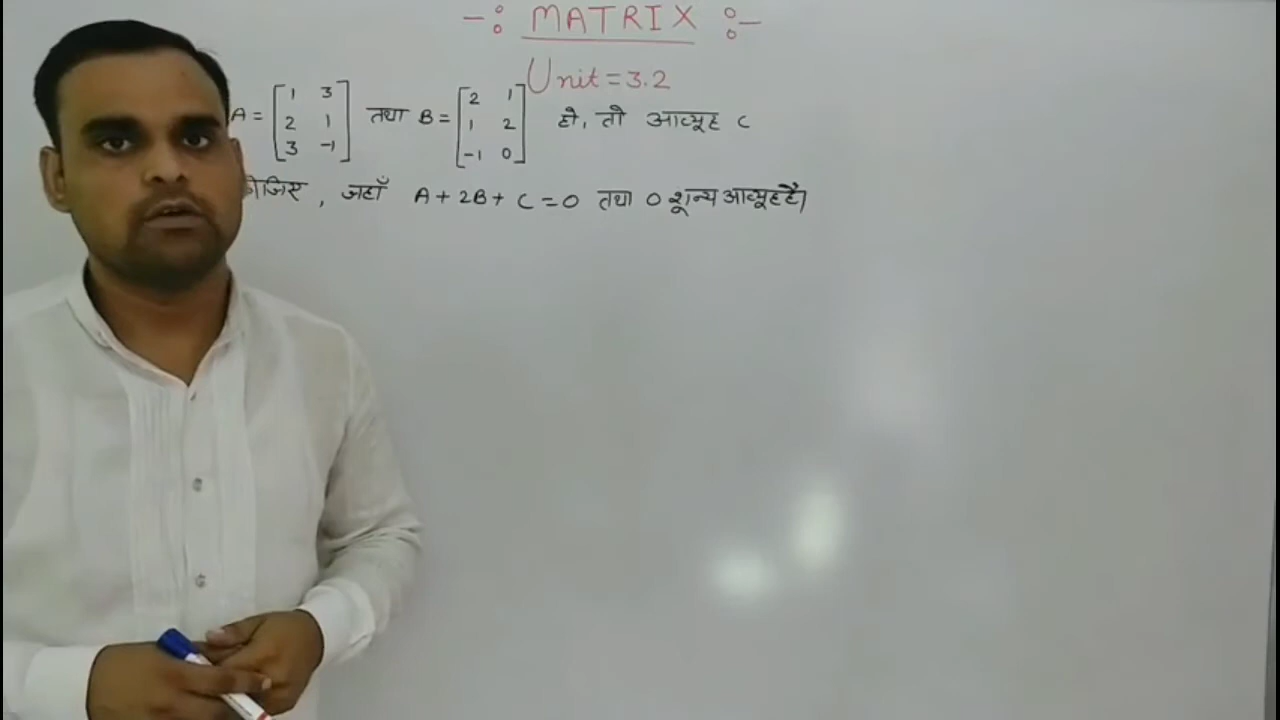 -: MATRIX :-
Unit = 3.2
A = [1 3 तथा B = [2 1 हो, तो आव्यूह C
2 1] 1 2]
3 -1 -1 0
कीजिए, जहाँ A + 2B + C = 0 तथा 0 शून्य आव्यूह है।